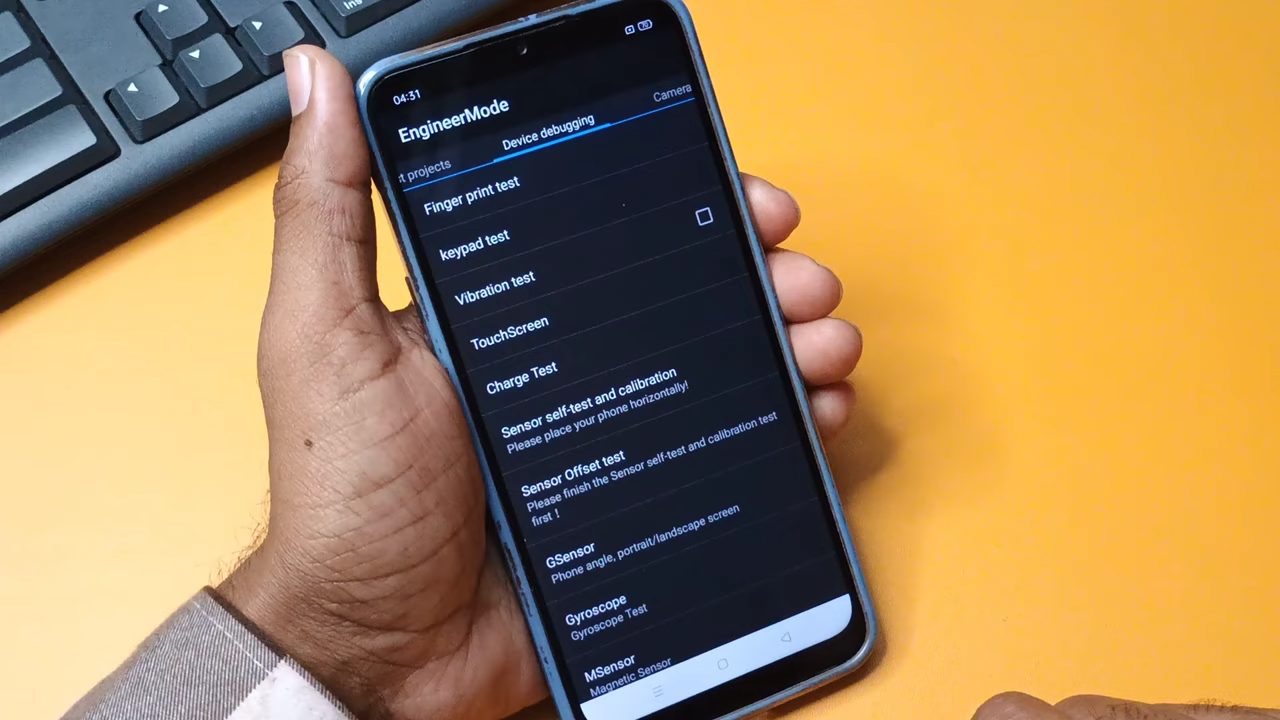 Ins
04:31
EngineerMode
t projects
Device debugging
Camera
Finger print test
keypad test
Vibration test
TouchScreen
Charge Test
Sensor self-test and calibration
Please place your phone horizontally!
Sensor Offset test
Please finish the Sensor self-test and calibration test
first !
GSensor
Phone angle, portrait/landscape screen
Gyroscope
Gyroscope Test
MSensor
Magnetic Sensor